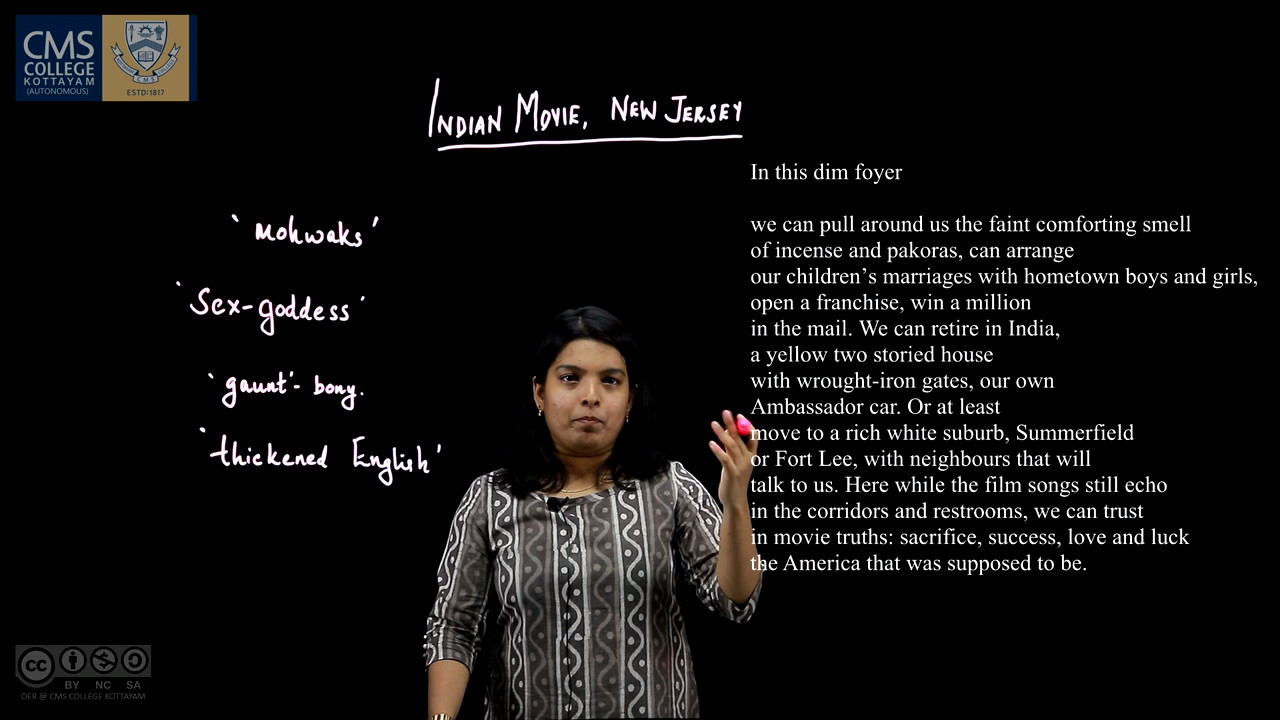 CMS
COLLEGE
KOTTAYAM
(AUTONOMOUS)
ESTD:1817
INDIAN MOVIE, NEW JERSEY
'Mohwaks'
'Sex-goddess'
'gaunt'- bony.
'thickened English'
In this dim foyer
we can pull around us the faint comforting smell
of incense and pakoras, can arrange
our children's marriages with hometown boys and girls,
open a franchise, win a million
in the mail. We can retire in India,
a yellow two storied house
with wrought-iron gates, our own
Ambassador car. Or at least
move to a rich white suburb, Summerfield
or Fort Lee, with neighbours that will
talk to us. Here while the film songs still echo
in the corridors and restrooms, we can trust
in movie truths: sacrifice, success, love and luck
the America that was supposed to be.
cc
BY NC SA
OER @ CMS COLLEGE KOTTAYAM